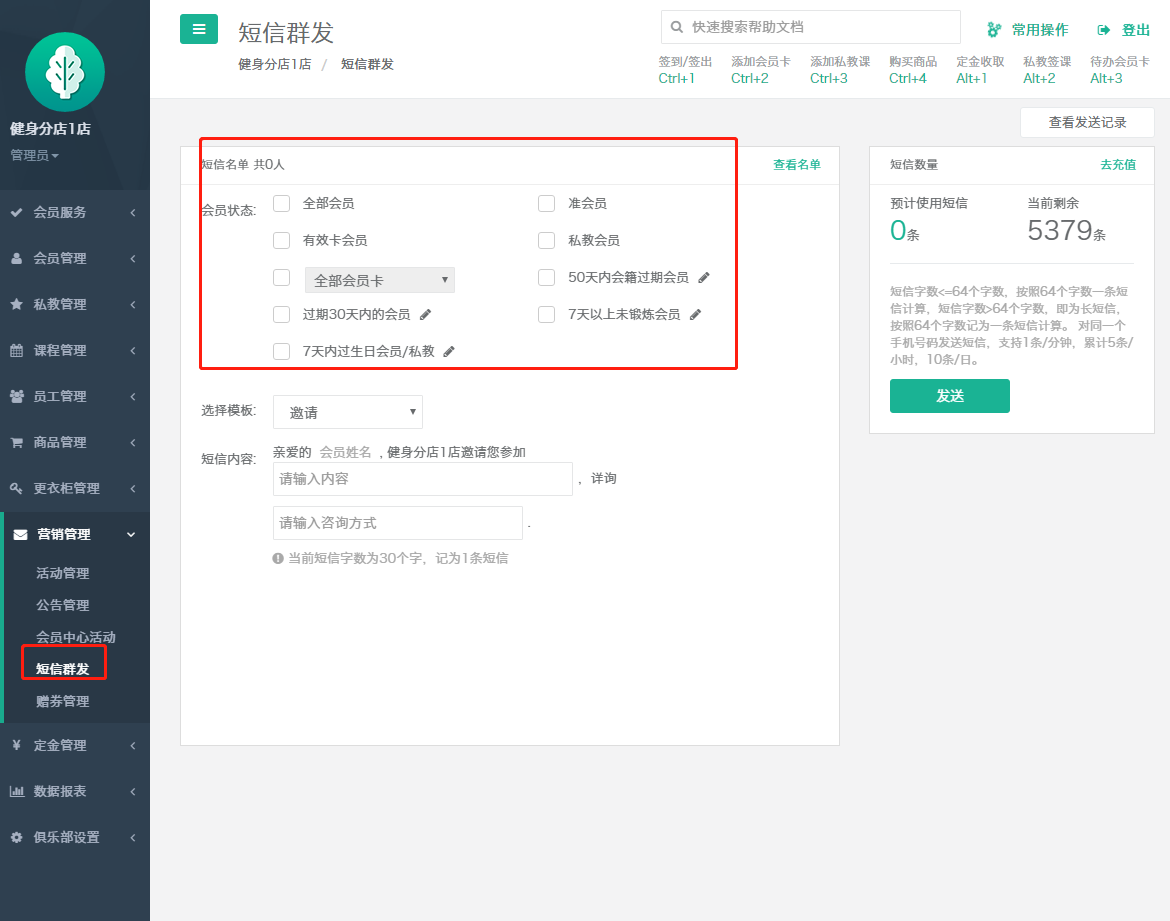 健身分店1店
管理员
会员服务
会员管理
私教管理
课程管理
员工管理
商品管理
更衣柜管理
营销管理
活动管理
公告管理
会员中心活动
短信群发
赠券管理
¥ 定金管理
数据报表
俱乐部设置
短信群发
健身分店1店 / 短信群发
快速搜索帮助文档
常用操作
登出
签到/签出 添加会员卡 添加私教课 购买商品 定金收取 私教签课 待办会员卡
Ctrl+1 Ctrl+2 Ctrl+3 Ctrl+4 Alt+1 Alt+2 Alt+3
查看发送记录
短信名单 共0人 查看名单
会员状态:
全部会员 准会员
有效卡会员 私教会员
全部会员卡 50天内会籍过期会员
过期30天内的会员 7天以上未锻炼会员
7天内过生日会员/私教
选择模板: 邀请
短信内容: 亲爱的 会员姓名 , 健身分店1店邀请您参加
请输入内容 , 详询
请输入咨询方式 .
当前短信字数为30个字, 记为1条短信
短信数量 去充值
预计使用短信 当前剩余
0条 5379条
短信字数<=64个字数, 按照64个字数一条短
信计算, 短信字数>64个字数, 即为长短信,
按照64个字数记为一条短信计算。 对同一个
手机号码发送短信, 支持1条/分钟, 累计5条/
小时, 10条/日。
发送